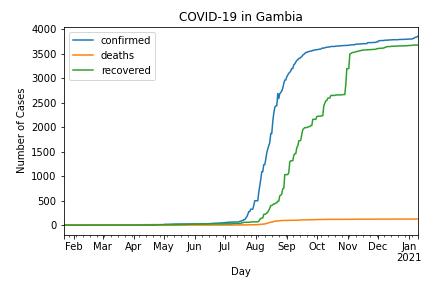 COVID-19 in Gambia
confirmed
deaths
recovered
4000
3500
3000
2500
2000
1500
1000
500
0
Number of Cases
Feb Mar Apr May Jun Jul Aug Sep Oct Nov Dec Jan
2021
Day